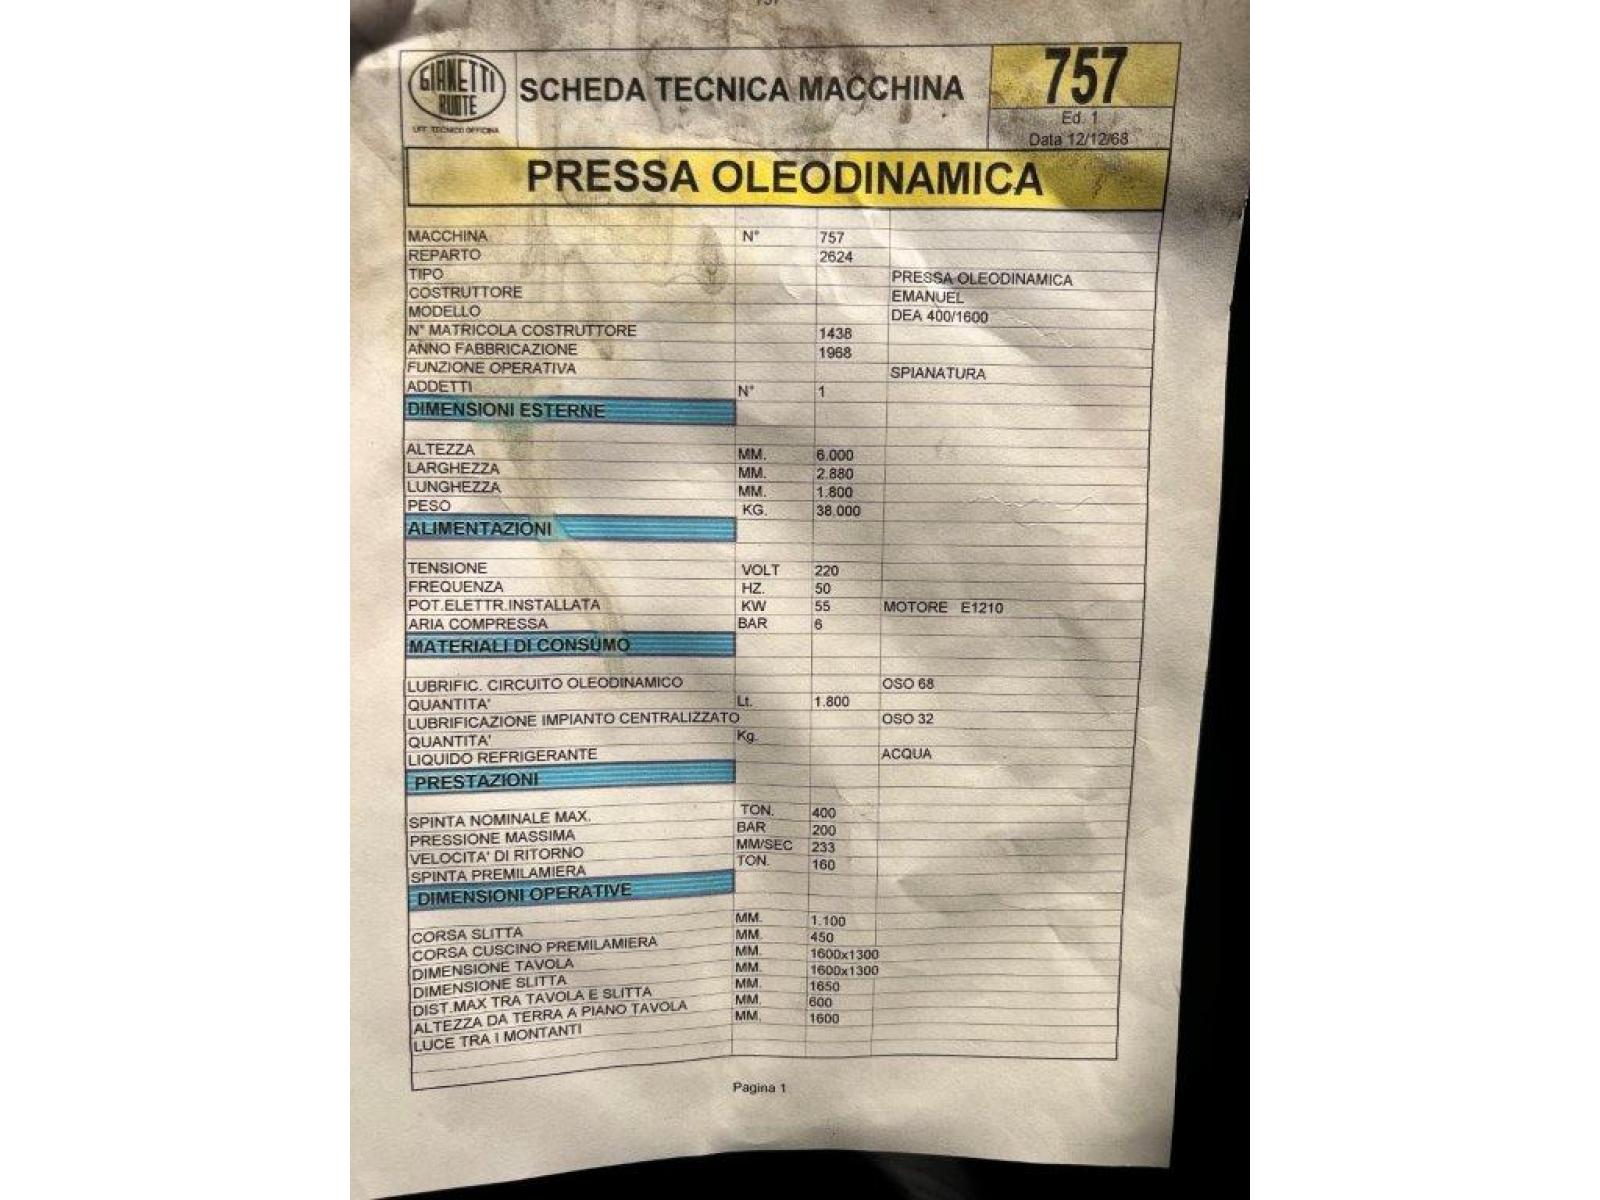 757
GIANETTI
RUOTE
UFF. TECNICO OFFICINA
SCHEDA TECNICA MACCHINA
757
Ed. 1
Data 12/12/68
PRESSA OLEODINAMICA
MACCHINA N° 757
REPARTO 2624
TIPO PRESSA OLEODINAMICA
COSTRUTTORE EMANUEL
MODELLO DEA 400/1600
N° MATRICOLA COSTRUTTORE 1438
ANNO FABBRICAZIONE 1968
FUNZIONE OPERATIVA SPIANATURA
ADDETTI N° 1
DIMENSIONI ESTERNE
ALTEZZA MM. 6.000
LARGHEZZA MM. 2.880
LUNGHEZZA MM. 1.800
PESO KG. 38.000
ALIMENTAZIONI
TENSIONE VOLT 220
FREQUENZA HZ. 50
POT.ELETTR.INSTALLATA KW 55 MOTORE E1210
ARIA COMPRESSA BAR 6
MATERIALI DI CONSUMO
LUBRIFIC. CIRCUITO OLEODINAMICO OSO 68
QUANTITA' Lt. 1.800
LUBRIFICAZIONE IMPIANTO CENTRALIZZATO OSO 32
QUANTITA' Kg.
LIQUIDO REFRIGERANTE ACQUA
PRESTAZIONI
SPINTA NOMINALE MAX. TON. 400
PRESSIONE MASSIMA BAR 200
VELOCITA' DI RITORNO MM/SEC 233
SPINTA PREMILAMIERA TON. 160
DIMENSIONI OPERATIVE
CORSA SLITTA MM. 1.100
CORSA CUSCINO PREMILAMIERA MM. 450
DIMENSIONE TAVOLA MM. 1600x1300
DIMENSIONE SLITTA MM. 1600x1300
DIST.MAX TRA TAVOLA E SLITTA MM. 1650
ALTEZZA DA TERRA A PIANO TAVOLA MM. 600
LUCE TRA I MONTANTI MM. 1600
Pagina 1